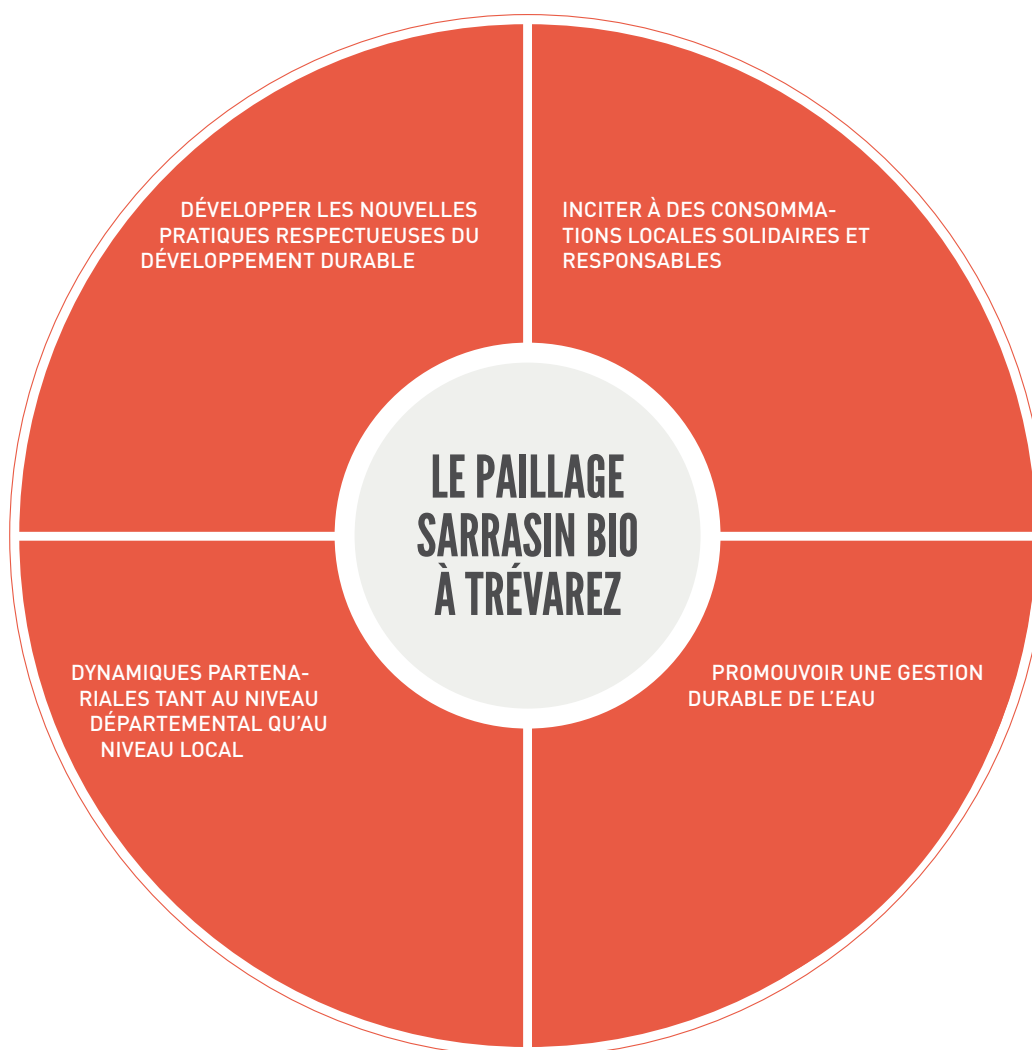 DÉVELOPPER LES NOUVELLES
PRATIQUES RESPECTUEUSES DU
DÉVELOPPEMENT DURABLE
INCITER À DES CONSOMMA-
TIONS LOCALES SOLIDAIRES ET
RESPONSABLES
LE PAILLAGE
SARRASIN BIO
À TRÉVAREZ
DYNAMIQUES PARTENA-
RIALES TANT AU NIVEAU
DÉPARTEMENTAL QU’AU
NIVEAU LOCAL
PROMOUVOIR UNE GESTION
DURABLE DE L’EAU